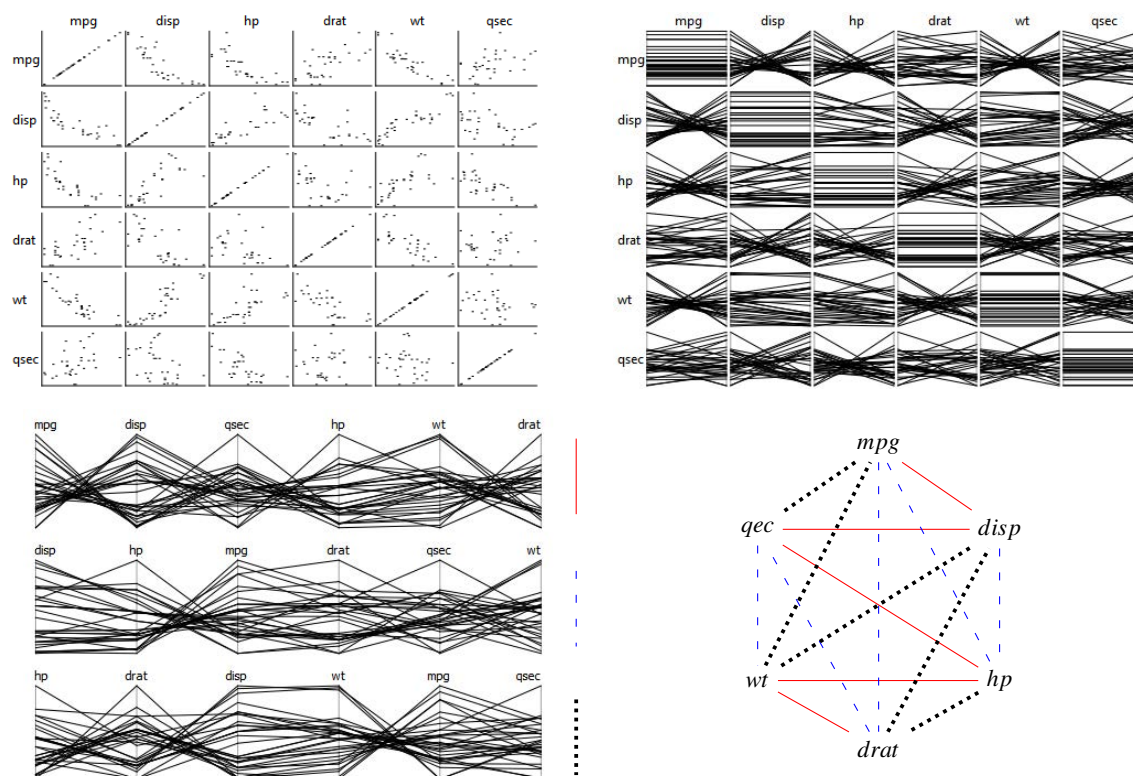 mpg disp hp drat wt qsec
mpg
disp
hp
drat
wt
qsec
mpg disp hp drat wt qsec
mpg
disp
hp
drat
wt
qsec
mpg disp qsec hp wt drat
disp hp mpg drat qsec wt
hp drat disp wt mpg qsec
mpg
qec disp
wt hp
drat